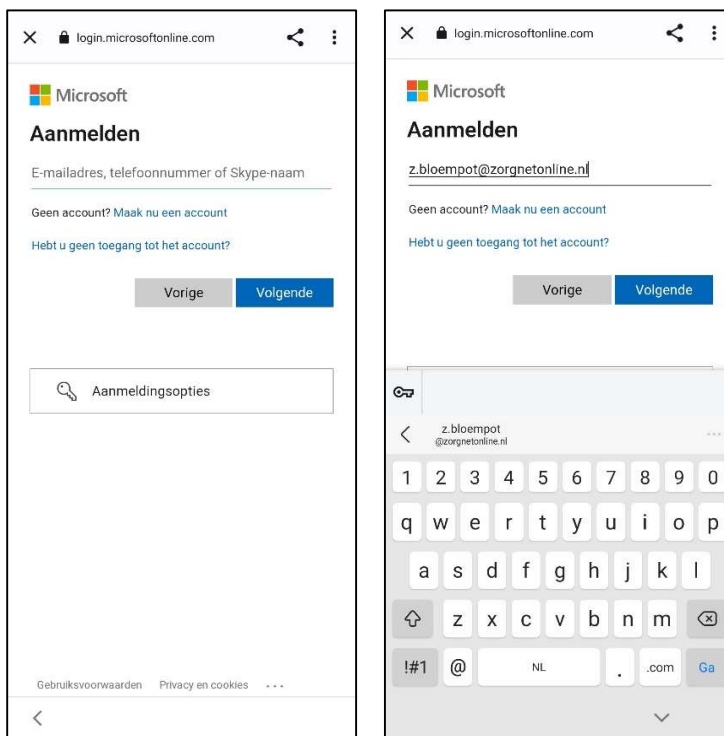 login.microsoftonline.com
Microsoft
Aanmelden
E-mailadres, telefoonnummer of Skype-naam
Geen account? Maak nu een account
Hebt u geen toegang tot het account?
Vorige Volgende
Aanmeldingsopties
Gebruiksvoorwaarden Privacy en cookies ...
login.microsoftonline.com
Microsoft
Aanmelden
z.bloempot@zorgnetonline.nl
Geen account? Maak nu een account
Hebt u geen toegang tot het account?
Vorige Volgende
z.bloempot
@zorgnetonline.nl
1 2 3 4 5 6 7 8 9 0
q w e r t y u i o p
a s d f g h j k l
z x c v b n m
!#1 @ NL . .com Ga